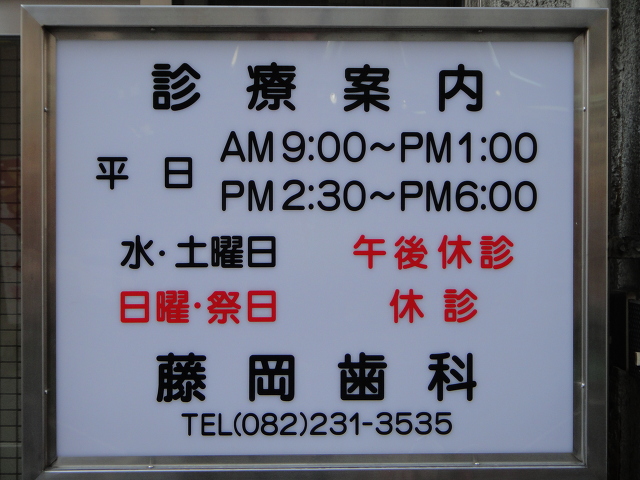 診療案内
平日 AM9:00～PM1:00
PM2:30～PM6:00
水・土曜日 午後休診
日曜・祭日 休診
藤岡歯科
TEL(082)231-3535